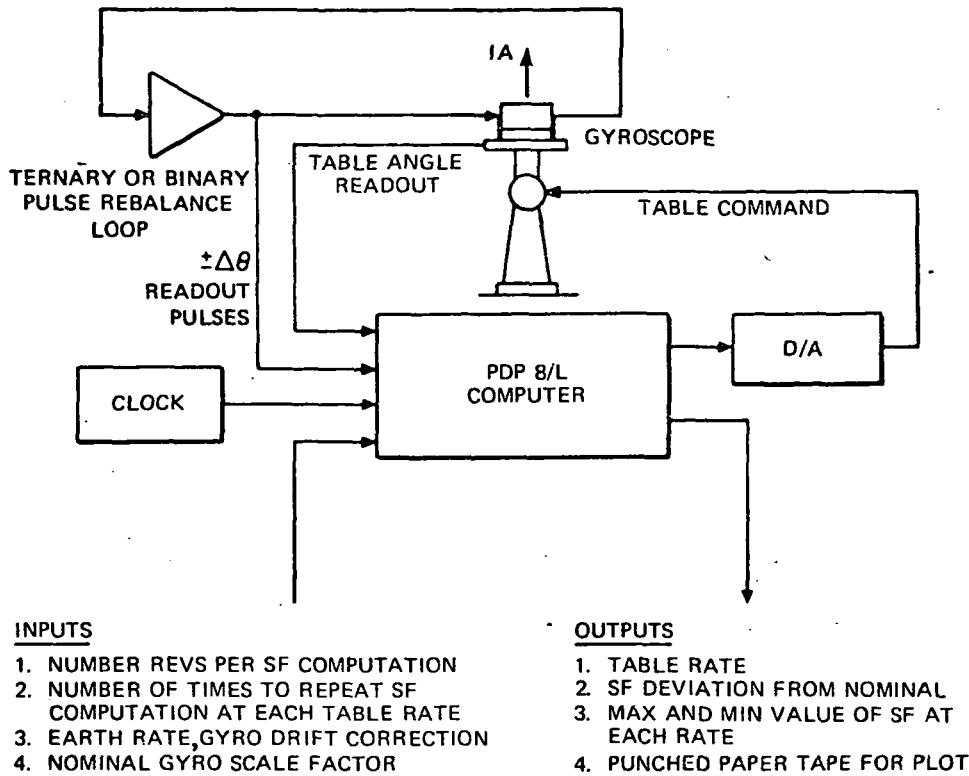 IA
GYROSCOPE
TABLE ANGLE
READOUT
TERNARY OR BINARY
PULSE REBALANCE
LOOP
TABLE COMMAND
±Δθ
READOUT
PULSES
CLOCK
PDP 8/L
COMPUTER
D/A
INPUTS
1. NUMBER REVS PER SF COMPUTATION
2. NUMBER OF TIMES TO REPEAT SF
COMPUTATION AT EACH TABLE RATE
3. EARTH RATE,GYRO DRIFT CORRECTION
4. NOMINAL GYRO SCALE FACTOR
OUTPUTS
1. TABLE RATE
2. SF DEVIATION FROM NOMINAL
3. MAX AND MIN VALUE OF SF AT
EACH RATE
4. PUNCHED PAPER TAPE FOR PLOT